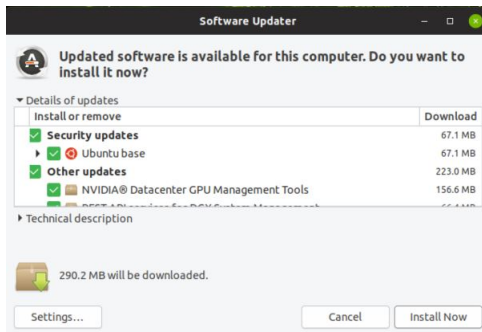 Software Updater
Updated software is available for this computer. Do you want to
install it now?
Details of updates
Install or remove Download
Security updates 67.1 MB
Ubuntu base 67.1 MB
Other updates 223.0 MB
NVIDIA® Datacenter GPU Management Tools 156.6 MB
Technical description
290.2 MB will be downloaded.
Settings... Cancel Install Now